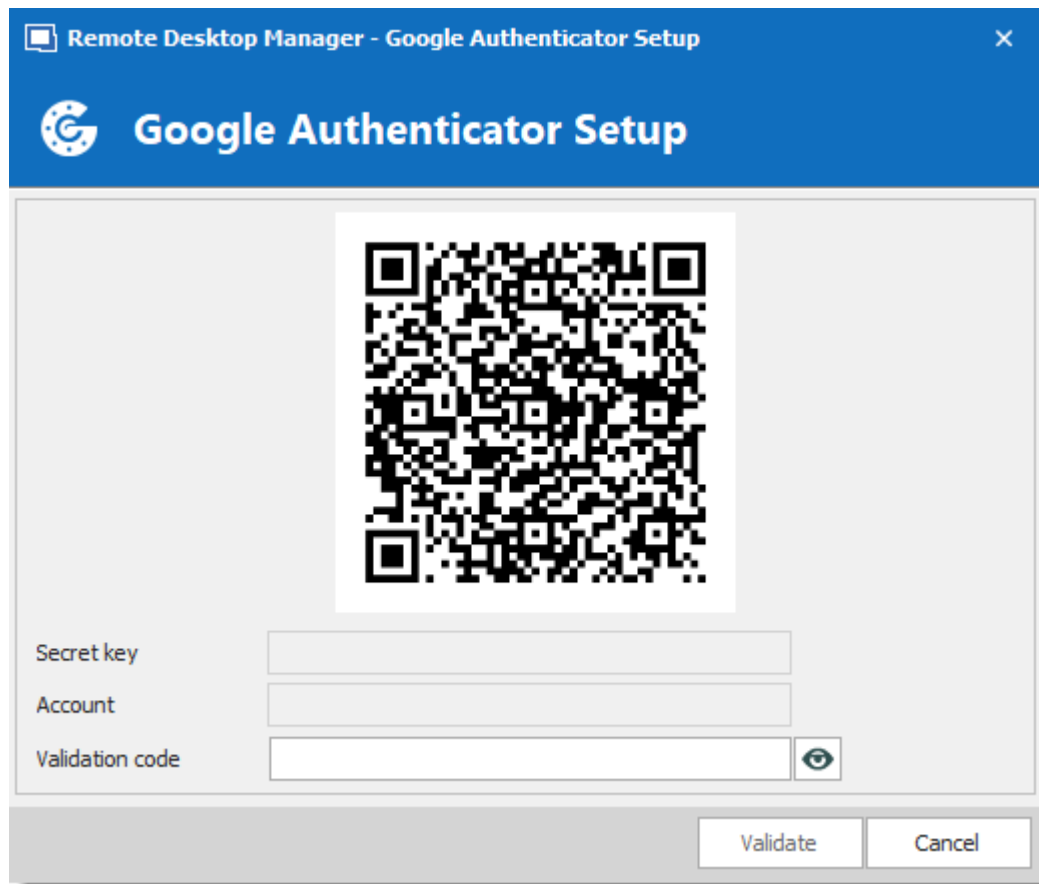 Remote Desktop Manager - Google Authenticator Setup
Google Authenticator Setup
Secret key
Account
Validation code
Validate
Cancel